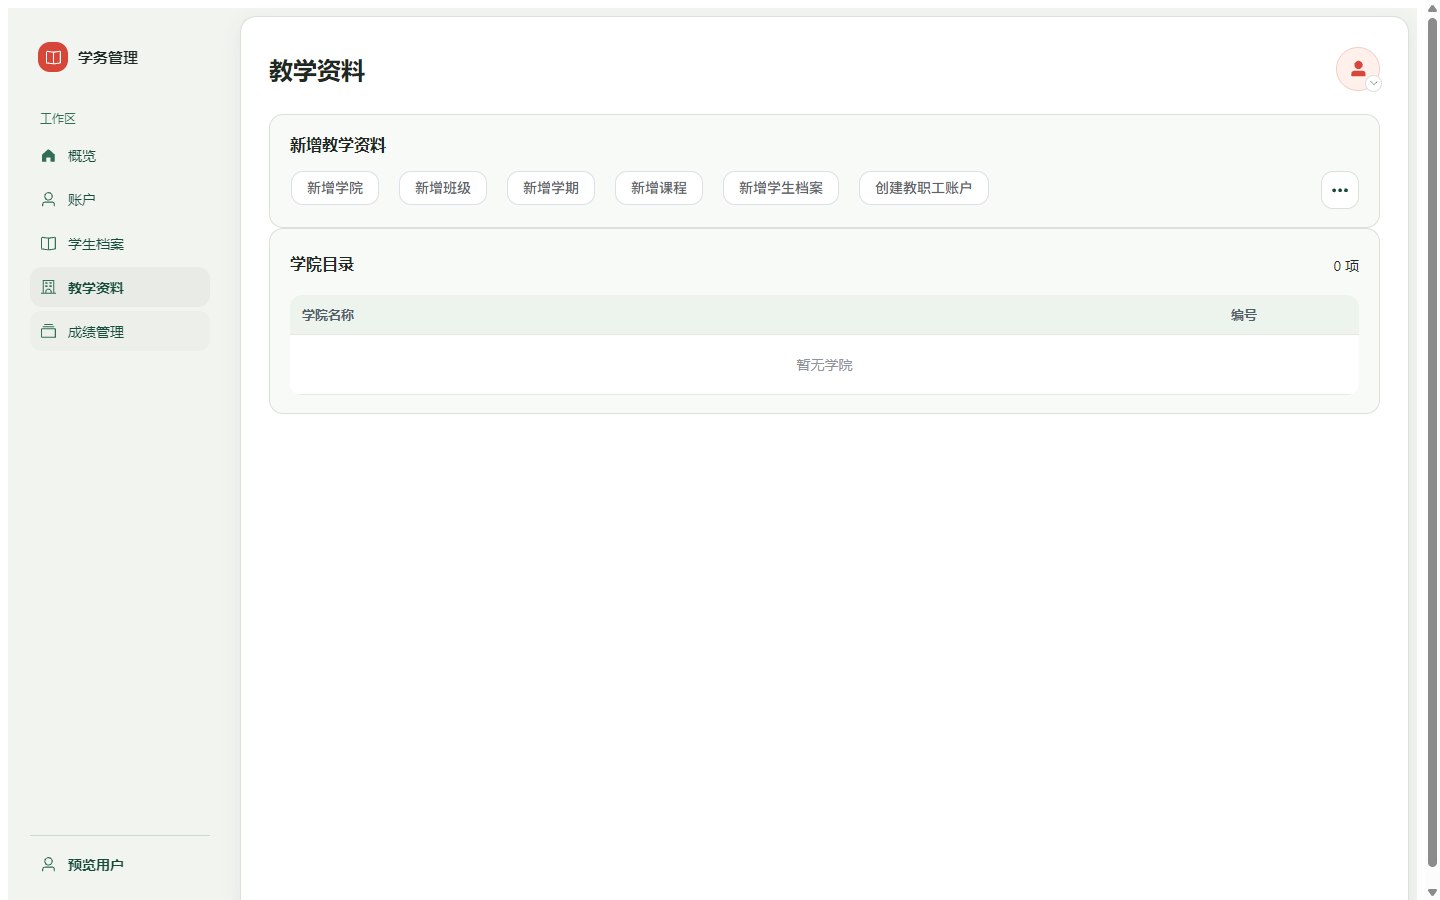 学务管理
工作区
概览
账户
学生档案
教学资料
成绩管理
预览用户
教学资料
新增教学资料
新增学院 新增班级 新增学期 新增课程 新增学生档案 创建教职工账户
学院目录 0 项
学院名称 编号
暂无学院